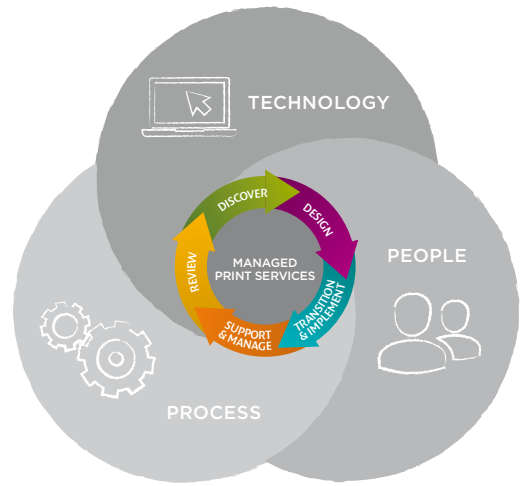 TECHNOLOGY
DISCOVER
DESIGN
PEOPLE
MANAGED
PRINT SERVICES
REVIEW
TRANSITION
& IMPLEMENT
SUPPORT
& MANAGE
PROCESS